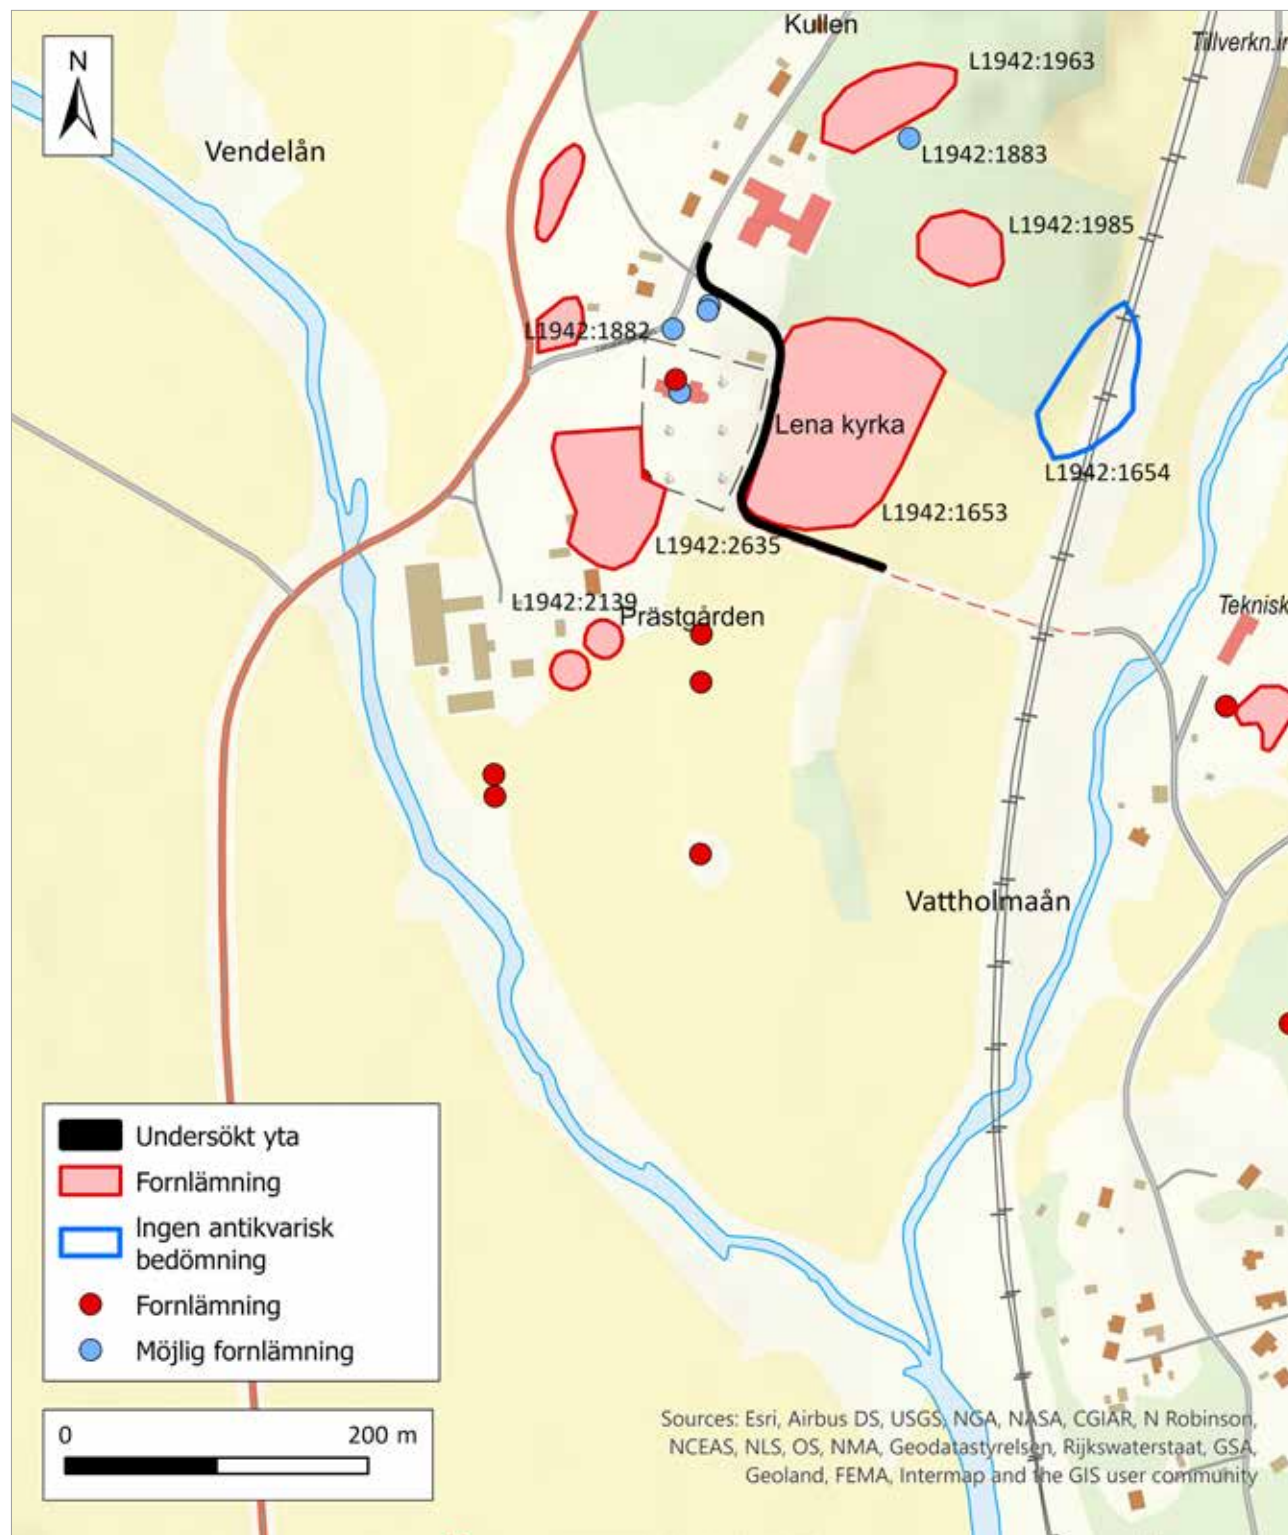 Kullen
Tillverkn.in
N
L1942:1963
Vendelån
L1942:1883
L1942:1985
L1942:1882
Lena kyrka
L1942:1654
L1942:1653
L1942:2635
L1942:2139
Prästgården
Teknisk
Vattholmaån
Undersökt yta
Fornlämning
Ingen antikvarisk
bedömning
Fornlämning
Möjlig fornlämning
0 200 m
Sources: Esri, Airbus DS, USGS, NGA, NASA, CGIAR, N Robinson,
NCEAS, NLS, OS, NMA, Geodatastyrelsen, Rijkswaterstaat, GSA,
Geoland, FEMA, Intermap and the GIS user community